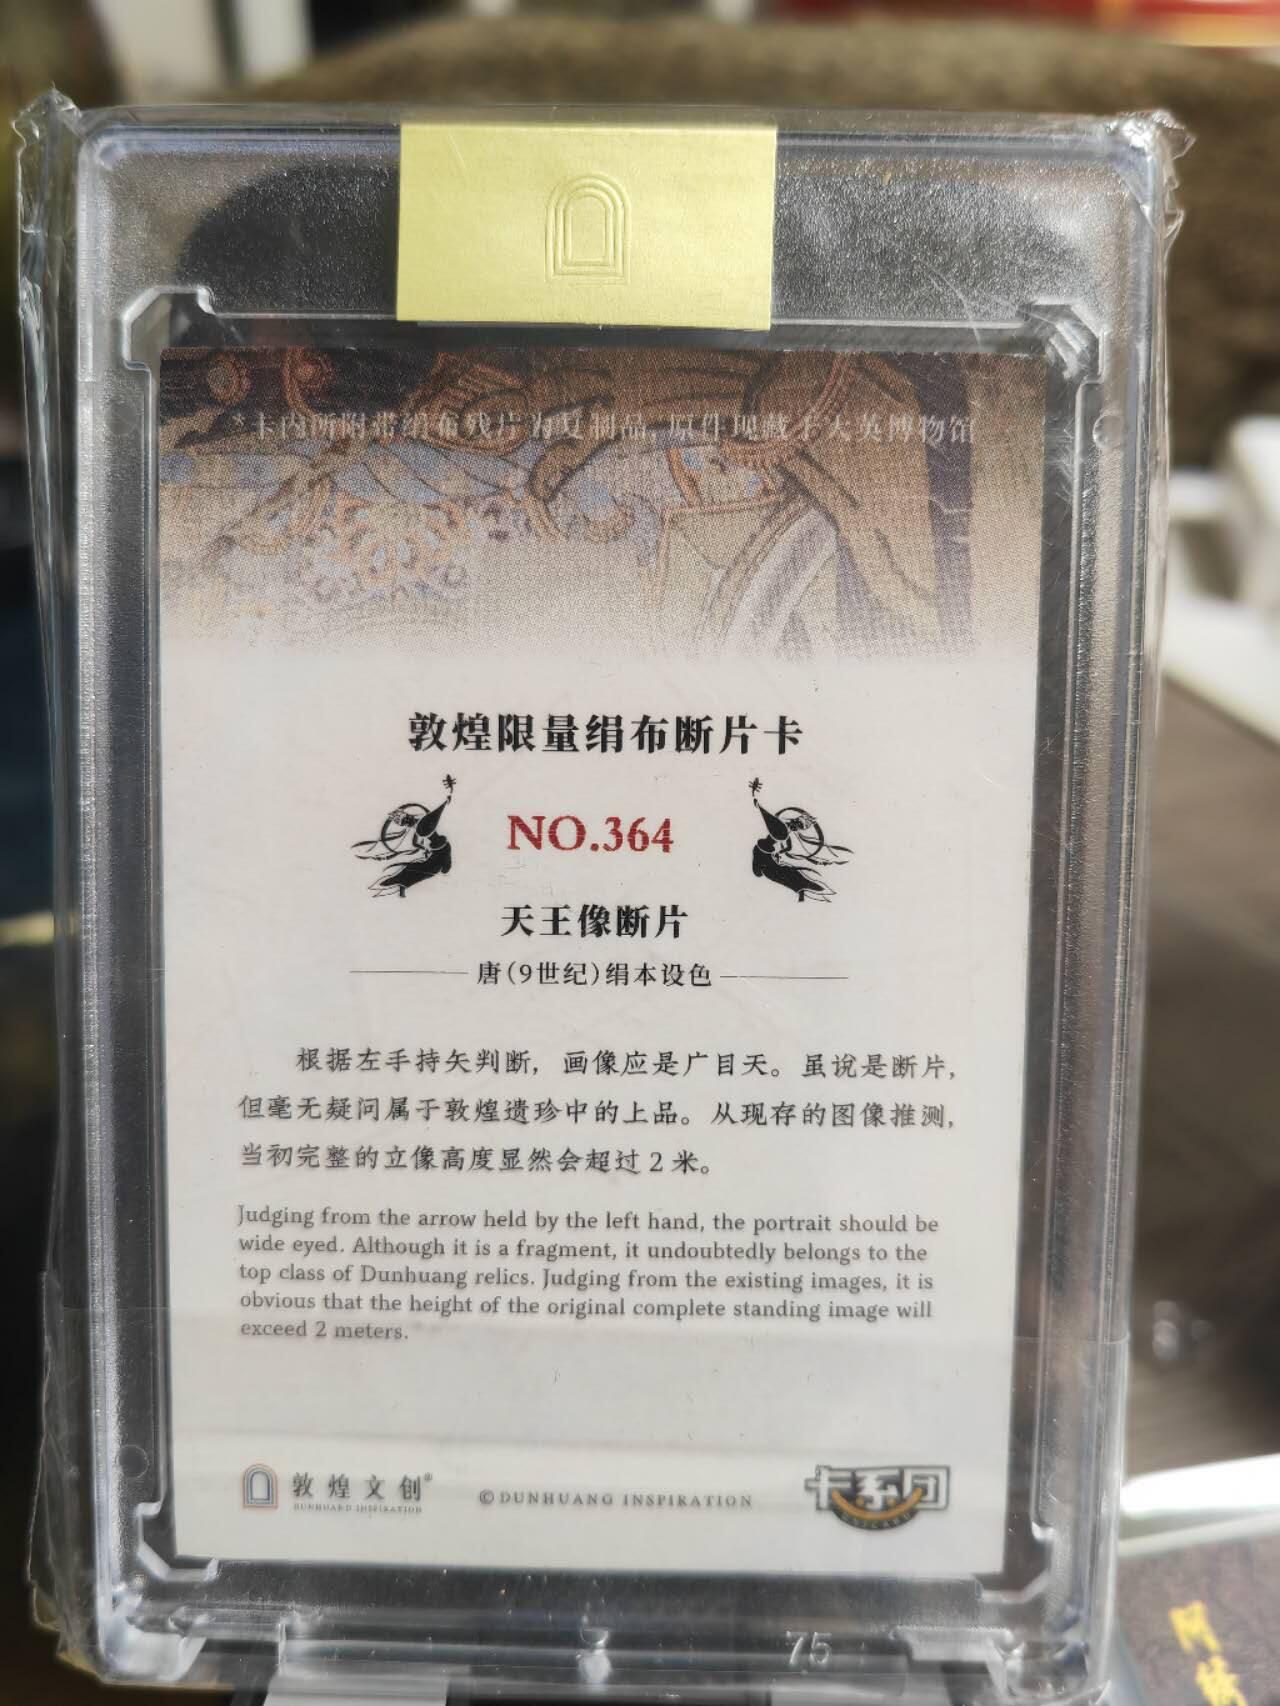 *卡内所附带绢布残片为复制品，原件现藏于大英博物馆
敦煌限量绢布断片卡
NO.364
天王像断片
唐(9世纪)绢本设色
根据左手持矢判断，画像应是广目天。虽说是断片，
但毫无疑问属于敦煌遗珍中的上品。从现存的图像推测，
当初完整的立像高度显然会超过2米。
Judging from the arrow held by the left hand, the portrait should be
wide eyed. Although it is a fragment, it undoubtedly belongs to the
top class of Dunhuang relics. Judging from the existing images, it is
obvious that the height of the original complete standing image will
exceed 2 meters.
敦煌文创®
DUNHUANG INSPIRATION
©DUNHUANG INSPIRATION
卡系团
75
阿